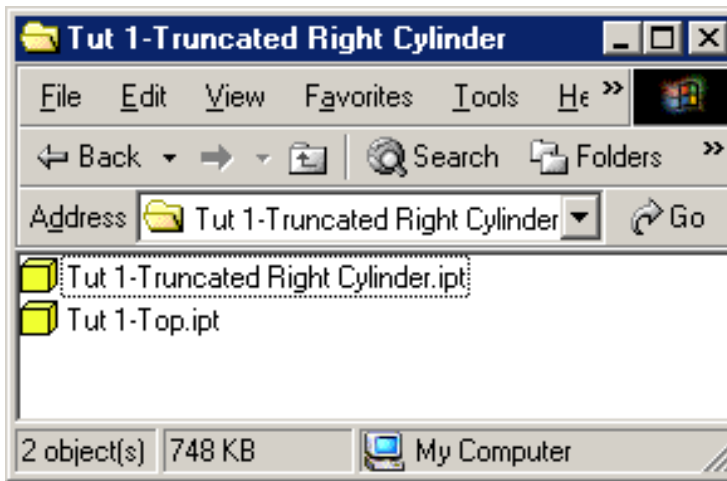 Tut 1-Truncated Right Cylinder
File Edit View Favorites Tools He »
Back Search Folders »
Address Tut 1-Truncated Right Cylinder Go
Tut 1-Truncated Right Cylinder.ipt
Tut 1-Top.ipt
2 object(s) 748 KB My Computer